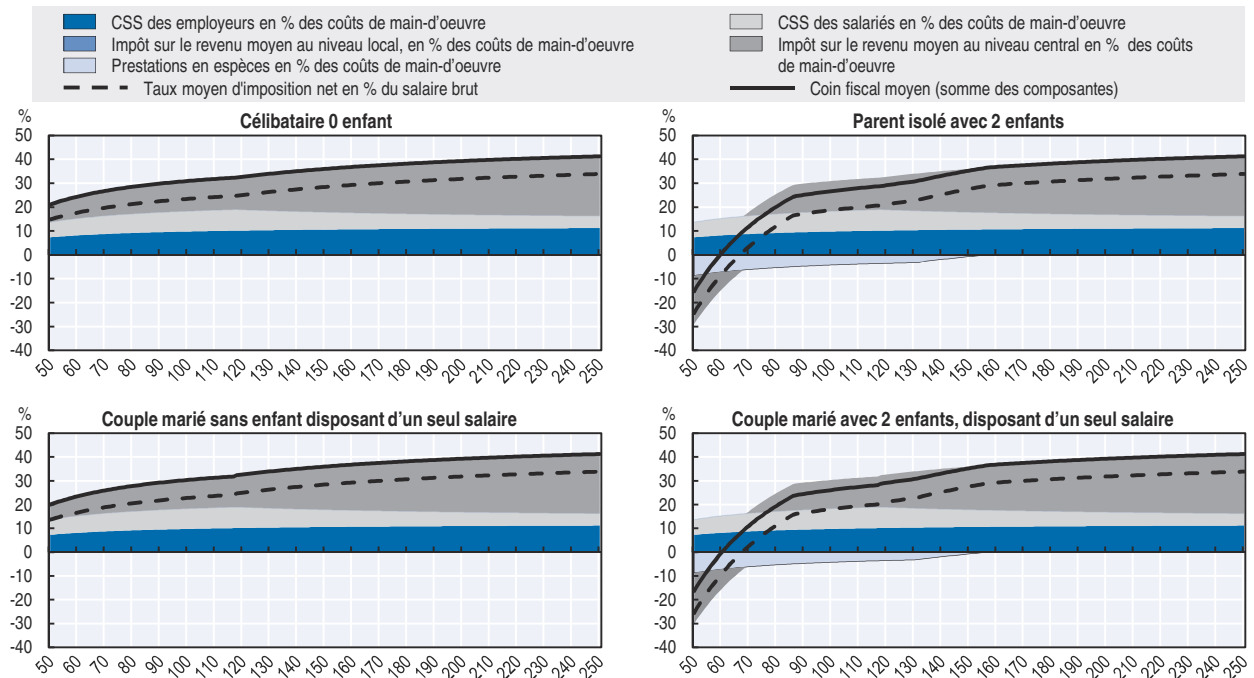 CSS des employeurs en % des coûts de main-d'oeuvre
CSS des salariés en % des coûts de main-d'oeuvre
Impôt sur le revenu moyen au niveau local, en % des coûts de main-d'oeuvre
Impôt sur le revenu moyen au niveau central en % des coûts
de main-d'oeuvre
Prestations en espèces en % des coûts de main-d'oeuvre
Taux moyen d'imposition net en % du salaire brut
Coin fiscal moyen (somme des composantes)
%
Célibataire 0 enfant
50
40
30
20
10
0
-10
-20
-30
-40
50 60 70 80 90 100 110 120 130 140 150 160 170 180 190 200 210 220 230 240 250
%
Parent isolé avec 2 enfants
50
40
30
20
10
0
-10
-20
-30
-40
50 60 70 80 90 100 110 120 130 140 150 160 170 180 190 200 210 220 230 240 250
%
Couple marié sans enfant disposant d'un seul salaire
50
40
30
20
10
0
-10
-20
-30
-40
50 60 70 80 90 100 110 120 130 140 150 160 170 180 190 200 210 220 230 240 250
%
Couple marié avec 2 enfants, disposant d'un seul salaire
50
40
30
20
10
0
-10
-20
-30
-40
50 60 70 80 90 100 110 120 130 140 150 160 170 180 190 200 210 220 230 240 250